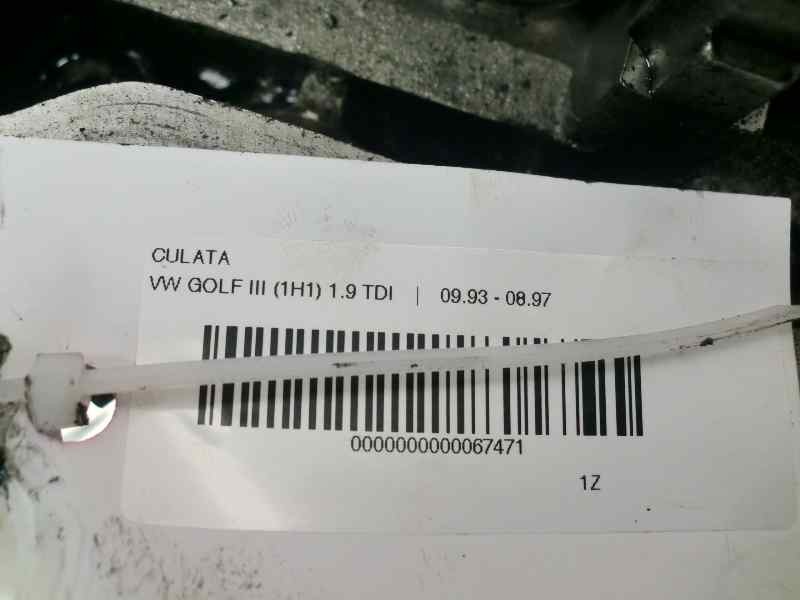 CULATA
VW GOLF III (1H1) 1.9 TDI | 09.93 - 08.97
0000000000067471
1Z